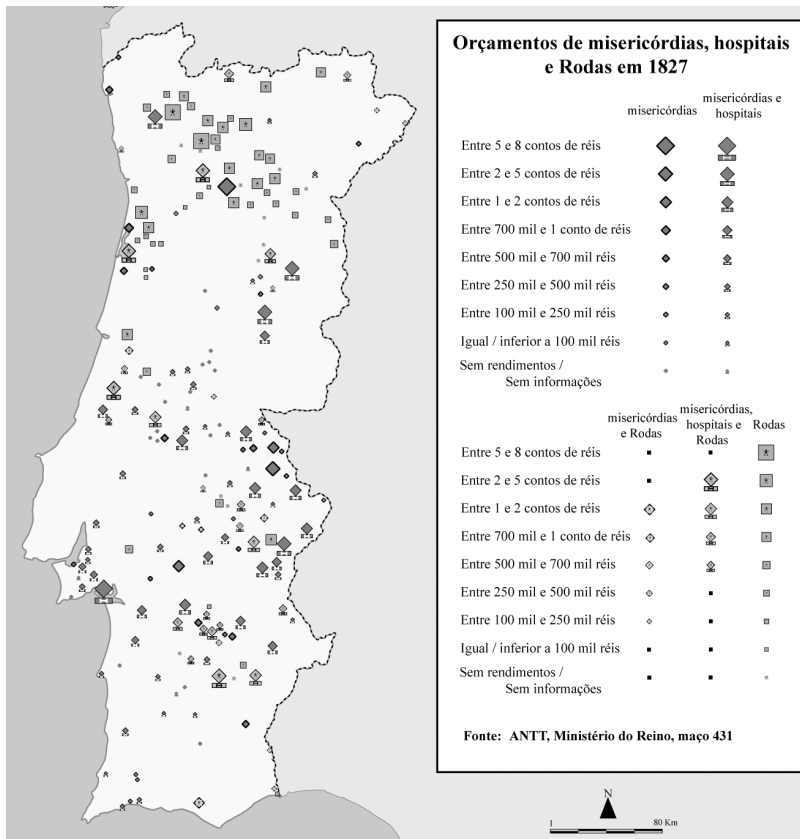 Orçamentos de misericórdias, hospitais
e Rodas em 1827
misericórdias
misericórdias e
hospitais
Entre 5 e 8 contos de réis
Entre 2 e 5 contos de réis
Entre 1 e 2 contos de réis
Entre 700 mil e 1 conto de réis
Entre 500 mil e 700 mil réis
Entre 250 mil e 500 mil réis
Entre 100 mil e 250 mil réis
Igual / inferior a 100 mil réis
Sem rendimentos /
Sem informações
misericórdias
e Rodas
misericórdias,
hospitais e
Rodas
Rodas
Entre 5 e 8 contos de réis
Entre 2 e 5 contos de réis
Entre 1 e 2 contos de réis
Entre 700 mil e 1 conto de réis
Entre 500 mil e 700 mil réis
Entre 250 mil e 500 mil réis
Entre 100 mil e 250 mil réis
Igual / inferior a 100 mil réis
Sem rendimentos /
Sem informações
Fonte: ANTT, Ministério do Reino, maço 431
N
1 80 Km